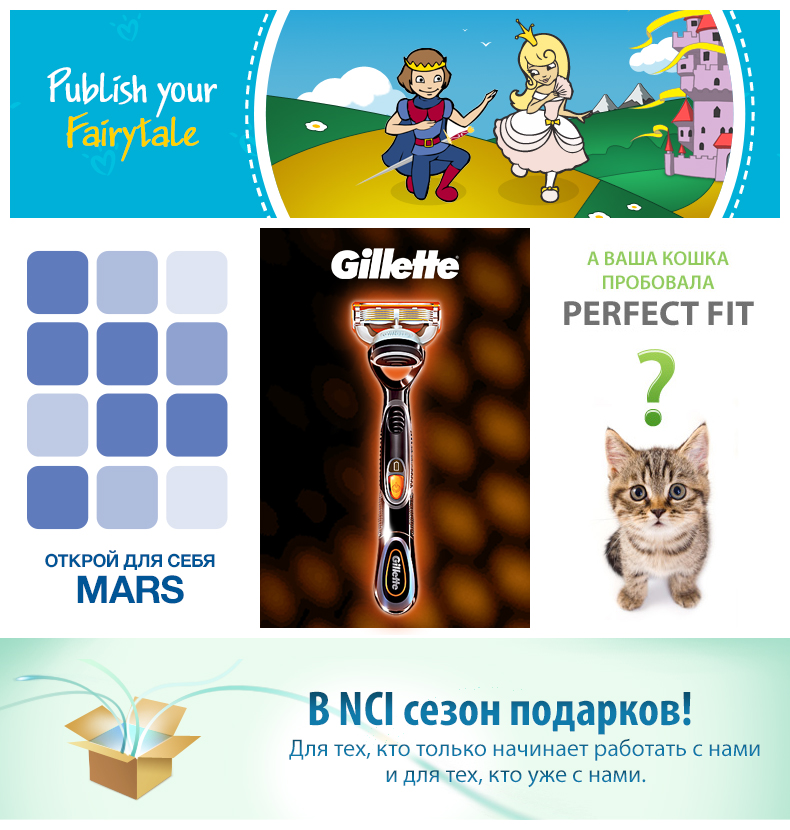 Publish your
Fairytale
ОТКРОЙ ДЛЯ СЕБЯ
MARS
Gillette
Gillette
А ВАША КОШКА
ПРОБОВАЛА
PERFECT FIT
?
В NCI сезон подарков!
Для тех, кто только начинает работать с нами
и для тех, кто уже с нами.